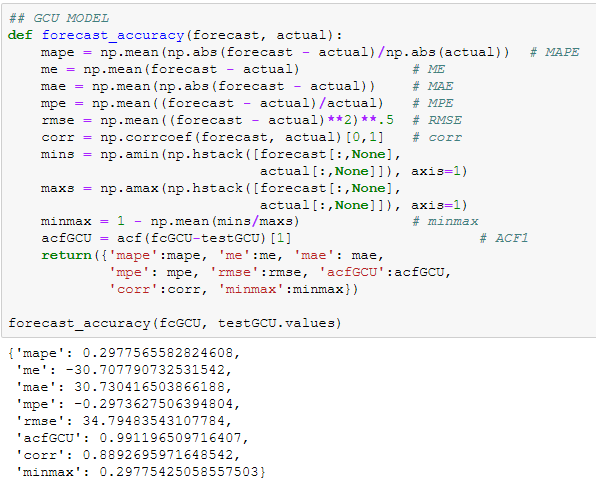 ## GCU MODEL
def forecast_accuracy(forecast, actual):
    mape = np.mean(np.abs(forecast - actual)/np.abs(actual))  # MAPE
    me = np.mean(forecast - actual)             # ME
    mae = np.mean(np.abs(forecast - actual))    # MAE
    mpe = np.mean((forecast - actual)/actual)   # MPE
    rmse = np.mean((forecast - actual)**2)**.5  # RMSE
    corr = np.corrcoef(forecast, actual)[0,1]   # corr
    mins = np.amin(np.hstack([forecast[:,None],
                              actual[:,None]]), axis=1)
    maxs = np.amax(np.hstack([forecast[:,None],
                              actual[:,None]]), axis=1)
    minmax = 1 - np.mean(mins/maxs)             # minmax
    acfGCU = acf(fcGCU-testGCU)[1]                      # ACF1
    return({'mape':mape, 'me':me, 'mae': mae,
            'mpe': mpe, 'rmse':rmse, 'acfGCU':acfGCU,
            'corr':corr, 'minmax':minmax})
forecast_accuracy(fcGCU, testGCU.values)
{'mape': 0.2977565582824608,
 'me': -30.707790732531542,
 'mae': 30.730416503866188,
 'mpe': -0.2973627506394804,
 'rmse': 34.79483543107784,
 'acfGCU': 0.991196509716407,
 'corr': 0.8892695971648542,
 'minmax': 0.29775425058557503}